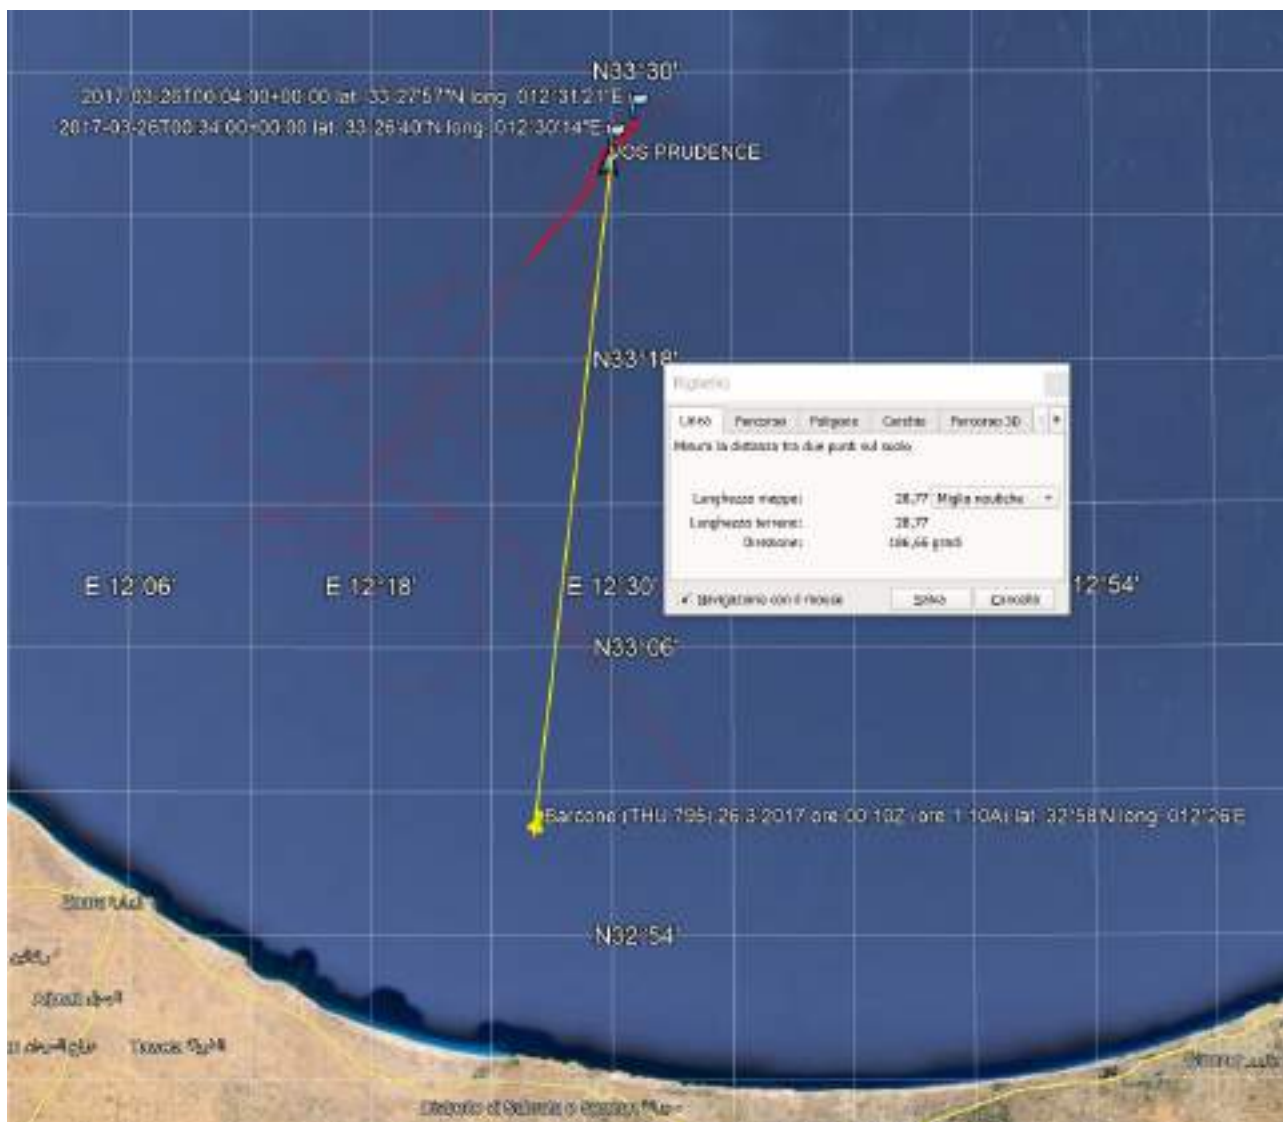 N33°30'
2017-03-26T00:04:00+00:00 lat. 33°27'57"N long. 012°31'21"E
2017-03-26T00:34:00+00:00 lat. 33°26'40"N long. 012°30'14"E
VOS PRUDENCE
N33°18'
Righello
Linea Percorso Poligono Cerchio Percorso 3D
Misura la distanza tra due punti sul suolo
Lunghezza mappa: 28,77 Miglia nautiche
Lunghezza terreno: 28,77
Direzione: 186,66 gradi
Navigazione con il mouse Salva Cancella
E 12°06' E 12°18' E 12°30' 12°54'
N33°06'
Barcone (THU 795) 26.3.2017 ore 00.10Z (ore 1.10A) lat. 32°58'N long. 012°26'E
N32°54'